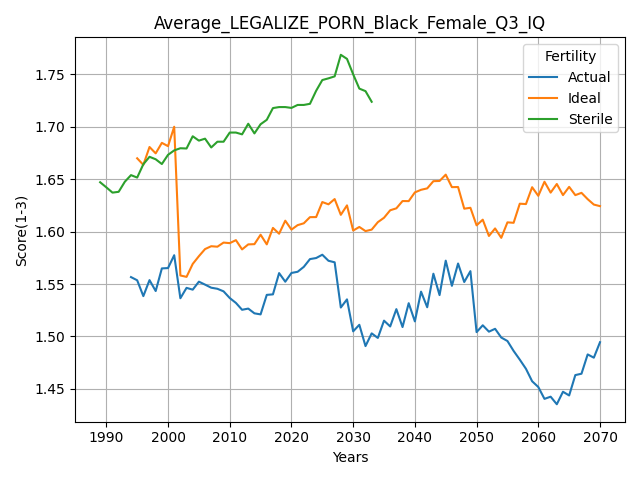 Average_LEGALIZE_PORN_Black_Female_Q3_IQ
Fertility
Actual
Ideal
Sterile
Score(1-3)
1.75
1.70
1.65
1.60
1.55
1.50
1.45
1990 2000 2010 2020 2030 2040 2050 2060 2070
Years